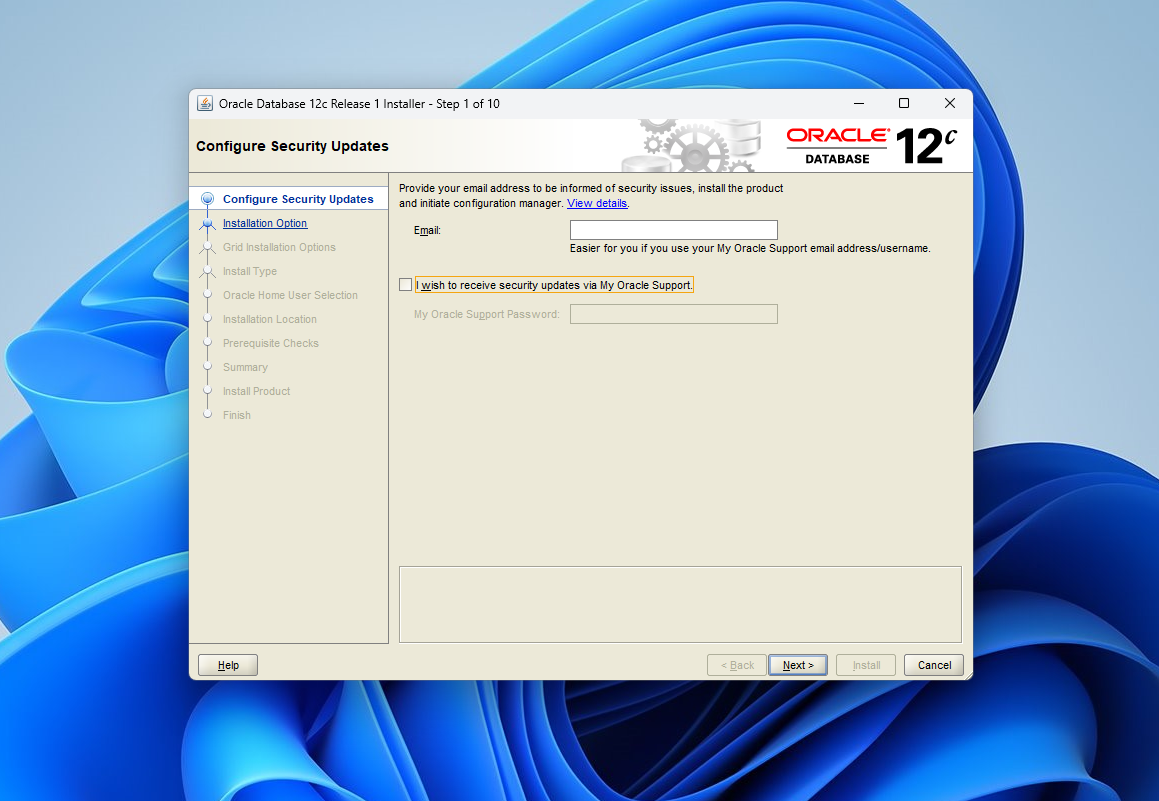 Oracle Database 12c Release 1 Installer - Step 1 of 10
Configure Security Updates
ORACLE®
DATABASE
12c
Configure Security Updates
Installation Option
Grid Installation Options
Install Type
Oracle Home User Selection
Installation Location
Prerequisite Checks
Summary
Install Product
Finish
Provide your email address to be informed of security issues, install the product
and initiate configuration manager. View details.
Email:
Easier for you if you use your My Oracle Support email address/username.
I wish to receive security updates via My Oracle Support.
My Oracle Support Password:
Help
< Back
Next >
Install
Cancel